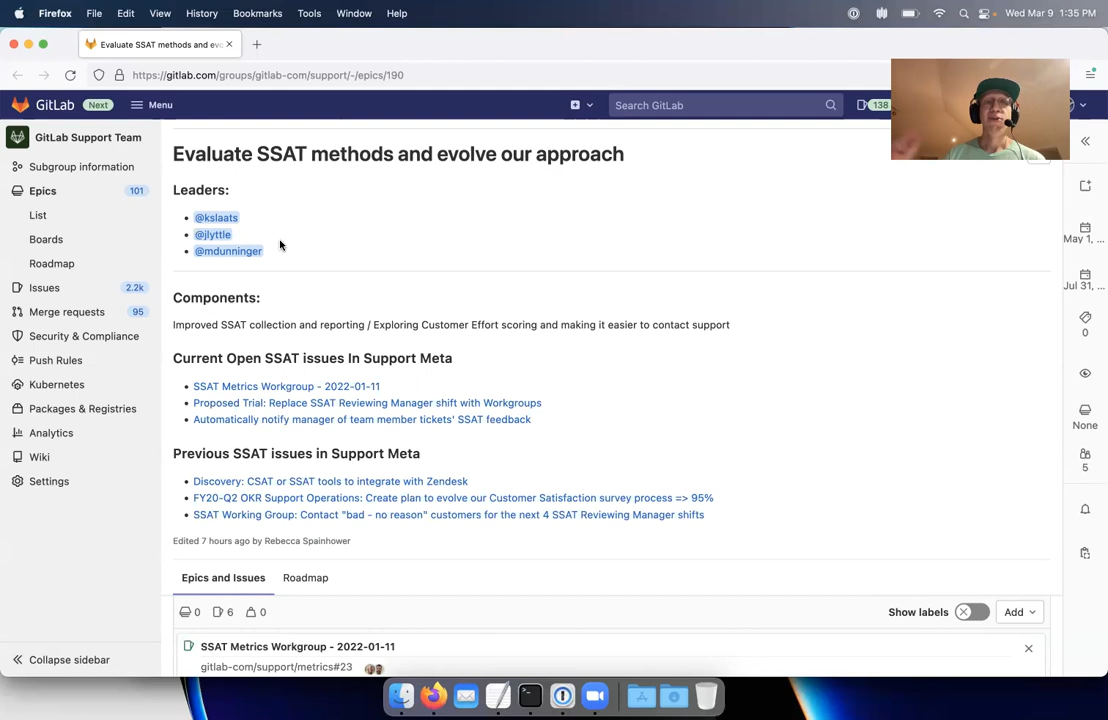 Firefox File Edit View History Bookmarks Tools Window Help Wed Mar 9 1:35 PM
Evaluate SSAT methods and evo
https://gitlab.com/groups/gitlab-com/support/-/epics/190
GitLab Next Menu Search GitLab 138
GitLab Support Team
Subgroup information
Epics 101
List
Boards
Roadmap
Issues 2.2k
Merge requests 95
Security & Compliance
Push Rules
Kubernetes
Packages & Registries
Analytics
Wiki
Settings
Collapse sidebar
Evaluate SSAT methods and evolve our approach
Leaders:
@kslaats
@jlyttle
@mdunninger
Components:
Improved SSAT collection and reporting / Exploring Customer Effort scoring and making it easier to contact support
Current Open SSAT issues In Support Meta
SSAT Metrics Workgroup - 2022-01-11
Proposed Trial: Replace SSAT Reviewing Manager shift with Workgroups
Automatically notify manager of team member tickets' SSAT feedback
Previous SSAT issues in Support Meta
Discovery: CSAT or SSAT tools to integrate with Zendesk
FY20-Q2 OKR Support Operations: Create plan to evolve our Customer Satisfaction survey process => 95%
SSAT Working Group: Contact "bad - no reason" customers for the next 4 SSAT Reviewing Manager shifts
Edited 7 hours ago by Rebecca Spainhower
Epics and Issues Roadmap
0 6 0 Show labels Add
SSAT Metrics Workgroup - 2022-01-11
gitlab-com/support/metrics#23
May 1, ...
Jul 31, ...
0
None
5